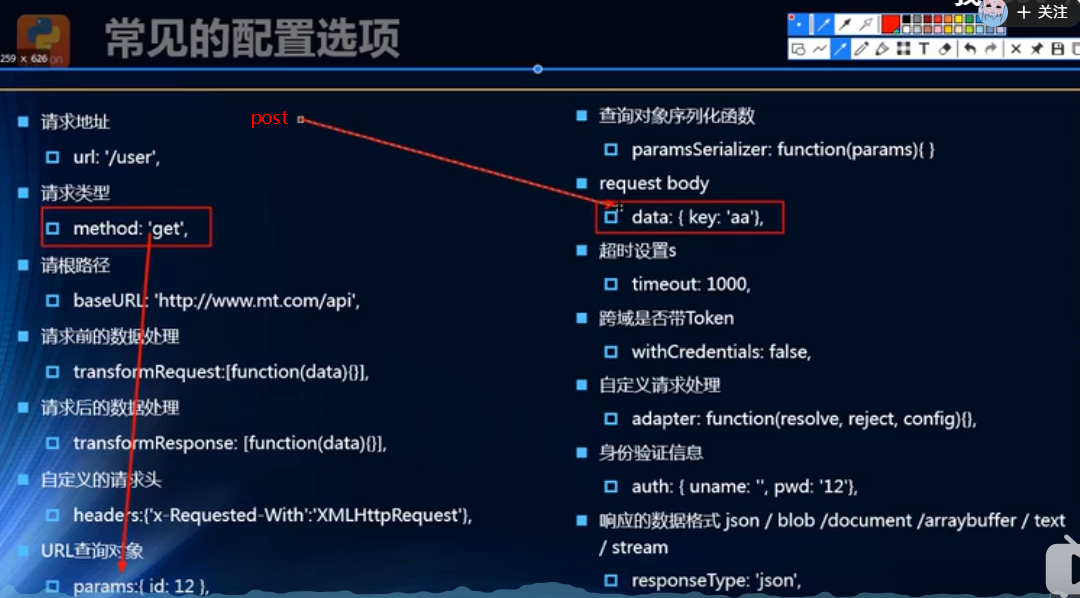 常见的配置选项
关注
259 x 626
请求地址
url: '/user',
请求类型
method: 'get',
请根路径
baseURL: 'http://www.mt.com/api',
请求前的数据处理
transformRequest:[function(data){}],
请求后的数据处理
transformResponse: [function(data){}],
自定义的请求头
headers:{'x-Requested-With':'XMLHttpRequest'},
URL查询对象
params:{ id: 12 },
post
查询对象序列化函数
paramsSerializer: function(params){ }
request body
data: { key: 'aa'},
超时设置s
timeout: 1000,
跨域是否带Token
withCredentials: false,
自定义请求处理
adapter: function(resolve, reject, config){},
身份验证信息
auth: { uname: '', pwd: '12'},
响应的数据格式 json / blob /document /arraybuffer / text
/ stream
responseType: 'json',